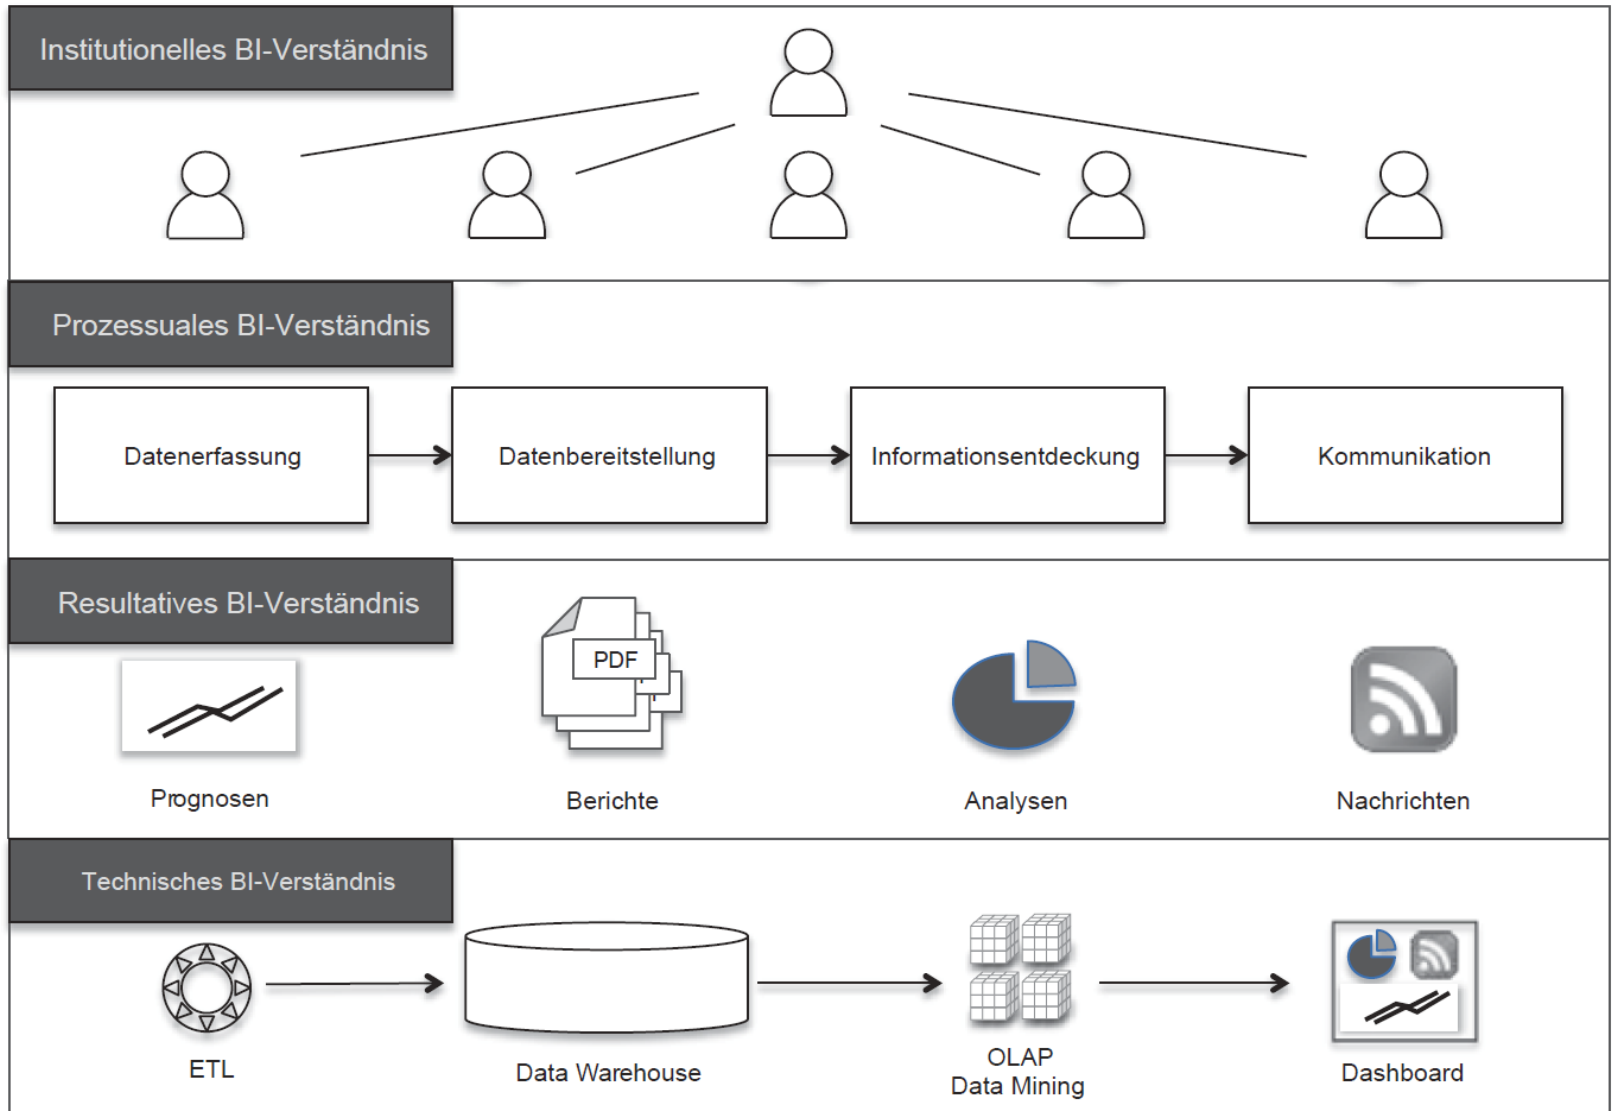 Institutionelles BI-Verständnis
Prozessuales BI-Verständnis
Datenerfassung
Datenbereitstellung
Informationsentdeckung
Kommunikation
Resultatives BI-Verständnis
PDF
Prognosen
Berichte
Analysen
Nachrichten
Technisches BI-Verständnis
ETL
Data Warehouse
OLAP
Data Mining
Dashboard